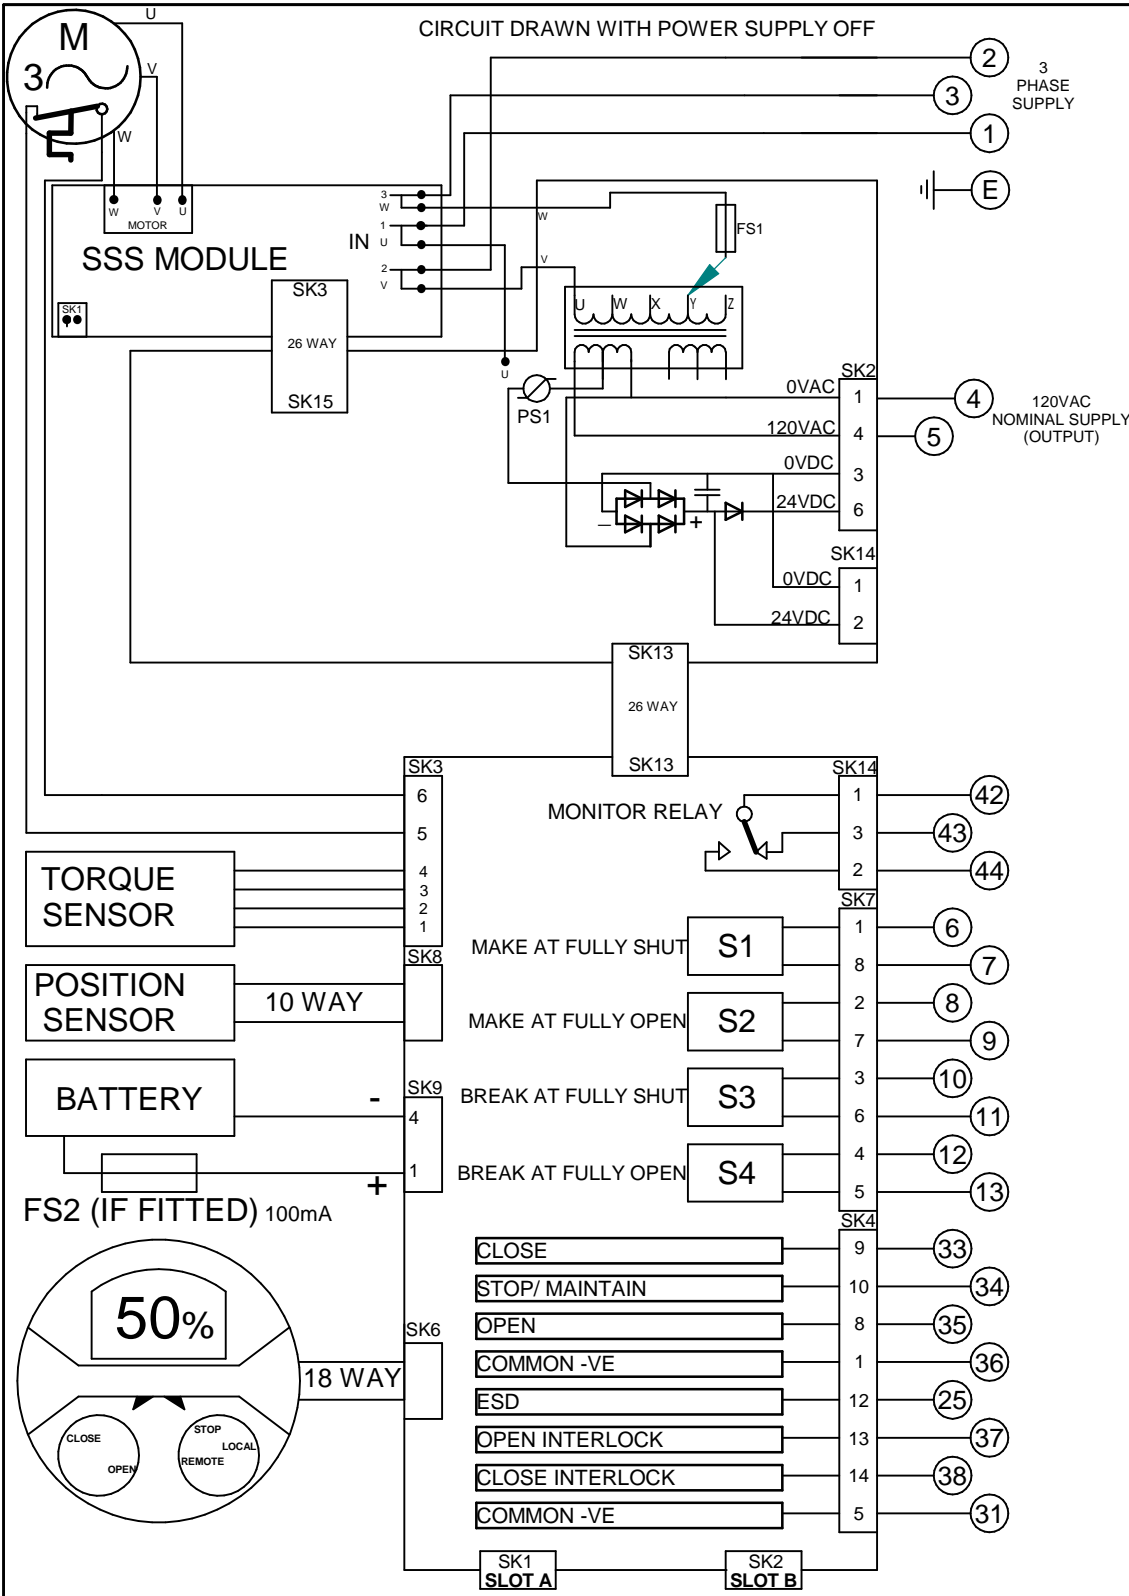 CIRCUIT DRAWN WITH POWER SUPPLY OFF
U
M
3
V
W
2
3
1
E
3
PHASE
SUPPLY
W V U
MOTOR
SSS MODULE
IN
3
W
1
U
2
V
W
V
FS1
SK1
SK3
26 WAY
SK15
U W X Y Z
U
PS1
SK2
0VAC 1 4
120VAC 4 5
0VDC 3
24VDC 6
120VAC
NOMINAL SUPPLY
(OUTPUT)
_ +
SK14
0VDC 1
24VDC 2
SK13
26 WAY
SK13
SK3
6
5
4
3
2
1
TORQUE
SENSOR
MONITOR RELAY
SK14
1 42
3 43
2 44
SK8
POSITION
SENSOR
10 WAY
SK7
MAKE AT FULLY SHUT S1 1 6
8 7
MAKE AT FULLY OPEN S2 2 8
7 9
BREAK AT FULLY SHUT S3 3 10
6 11
BREAK AT FULLY OPEN S4 4 12
5 13
BATTERY
SK9
- 4
+ 1
FS2 (IF FITTED) 100mA
SK4
CLOSE 9 33
STOP/ MAINTAIN 10 34
OPEN 8 35
COMMON -VE 1 36
ESD 12 25
OPEN INTERLOCK 13 37
CLOSE INTERLOCK 14 38
COMMON -VE 5 31
50%
SK6
18 WAY
CLOSE
OPEN
STOP
LOCAL
REMOTE
SK1
SLOT A
SK2
SLOT B